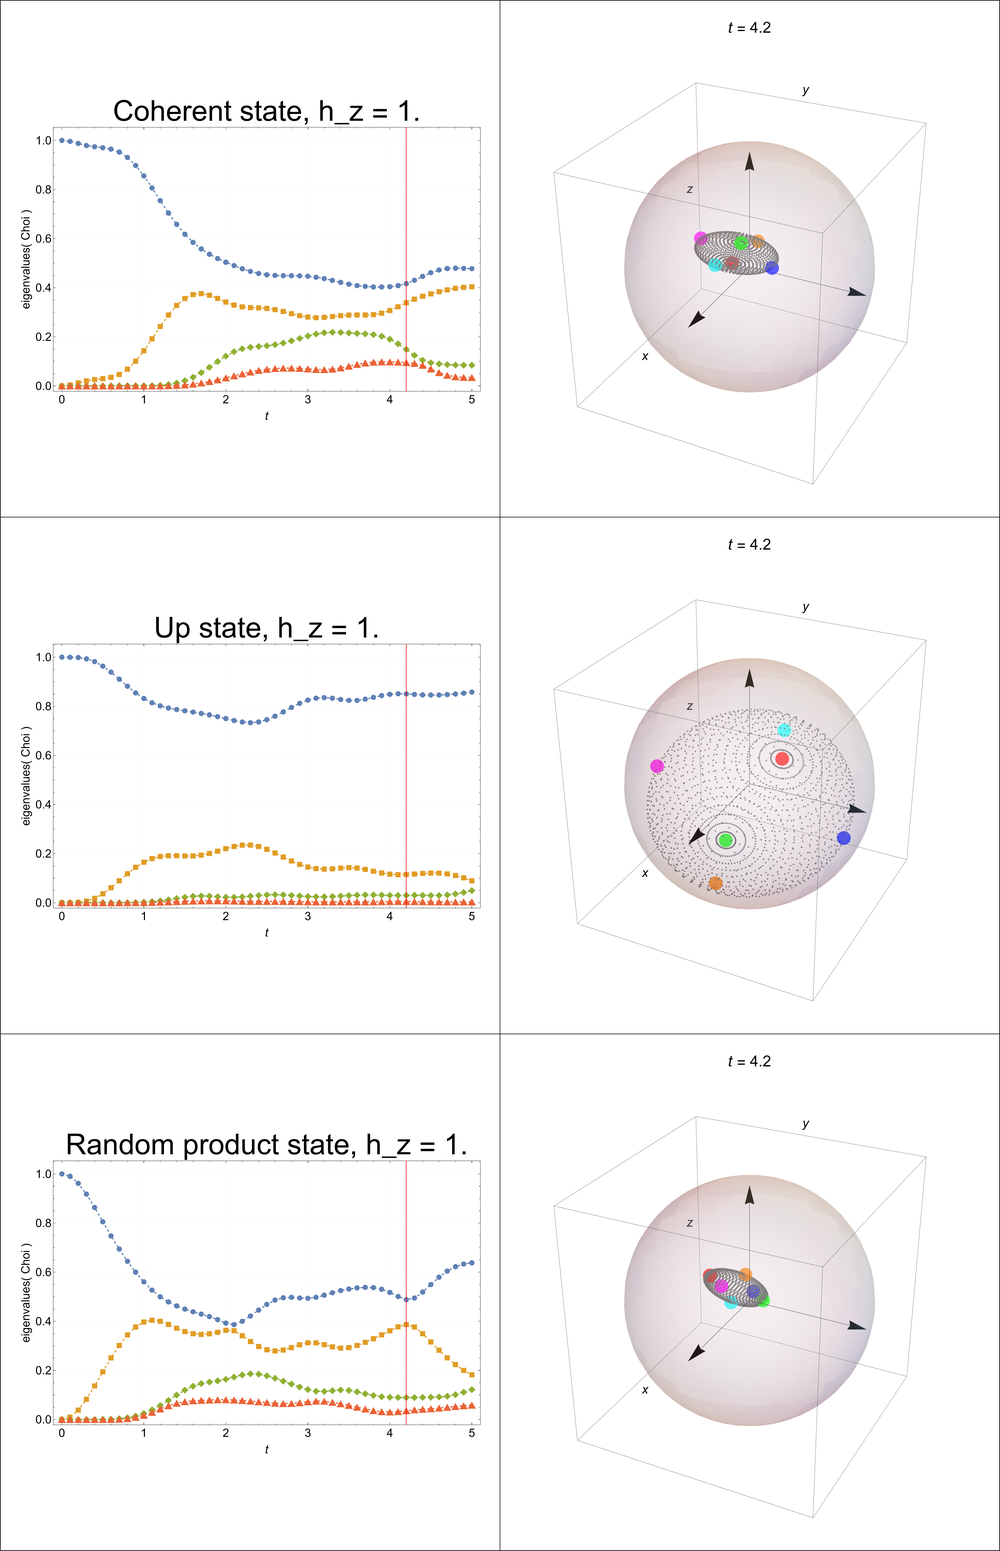 t = 4.2
Coherent state, h_z = 1.
y
z
x
eigenvalues( Choi )
1.0
0.8
0.6
0.4
0.2
0.0
0 1 2 3 4 5
t
t = 4.2
Up state, h_z = 1.
y
z
x
eigenvalues( Choi )
1.0
0.8
0.6
0.4
0.2
0.0
0 1 2 3 4 5
t
t = 4.2
Random product state, h_z = 1.
y
z
x
eigenvalues( Choi )
1.0
0.8
0.6
0.4
0.2
0.0
0 1 2 3 4 5
t